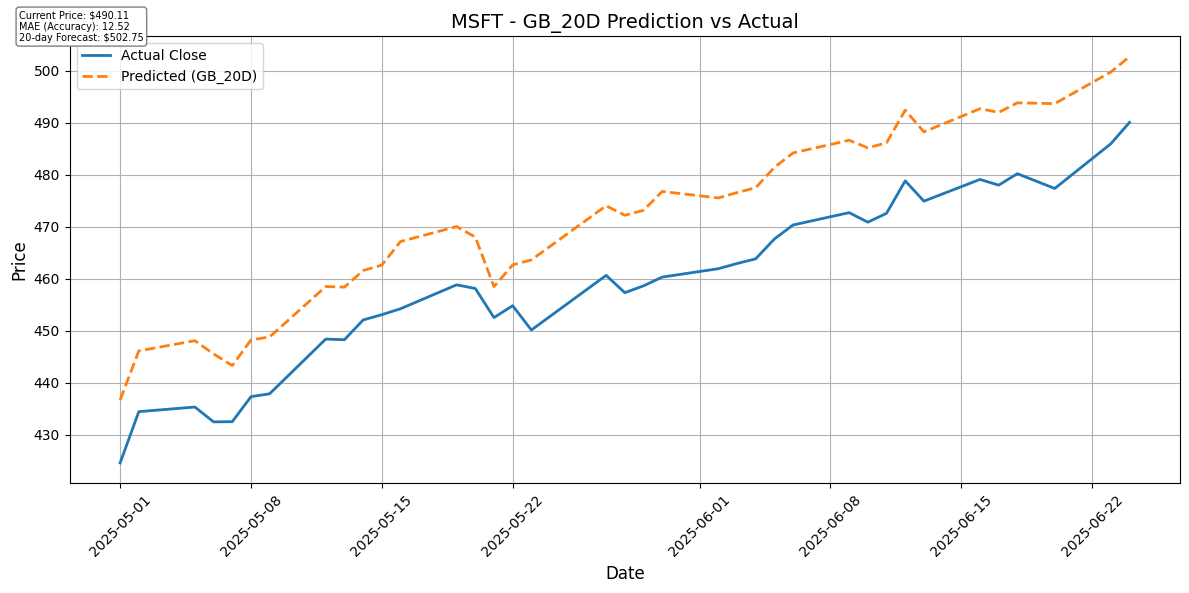 MSFT - GB_20D Prediction vs Actual
Current Price: $490.11
MAE (Accuracy): 12.52
20-day Forecast: $502.75
Actual Close
Predicted (GB_20D)
500
490
480
470
460
450
440
430
Price
2025-05-01
2025-05-08
2025-05-15
2025-05-22
2025-06-01
2025-06-08
2025-06-15
2025-06-22
Date